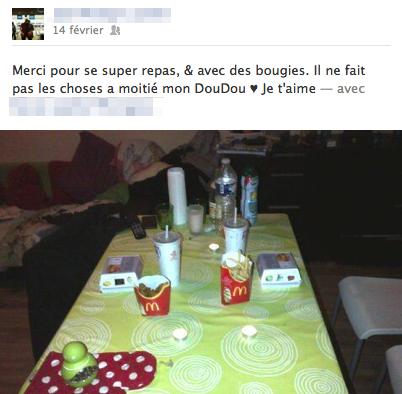 14 février
Merci pour se super repas, & avec des bougies. Il ne fait
pas les choses a moitié mon DouDou ♥ Je t'aime — avec